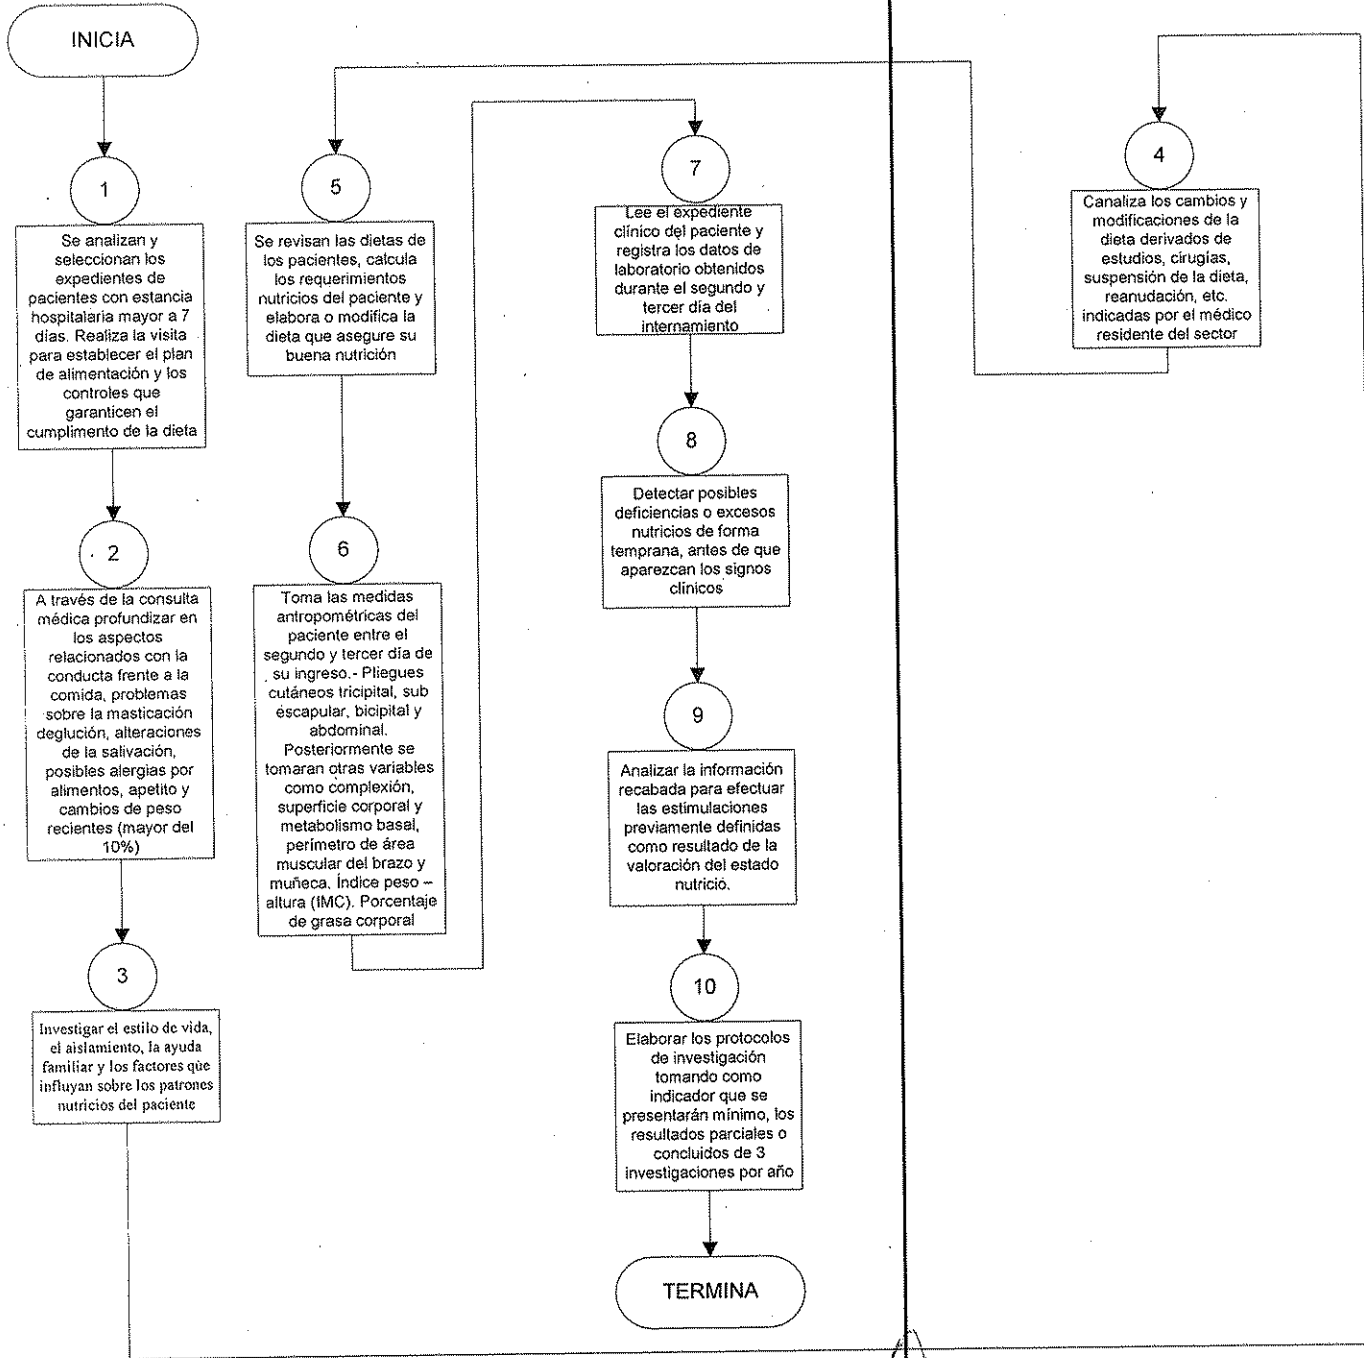 INICIA
1
Se analizan y
seleccionan los
expedientes de
pacientes con estancia
hospitalaria mayor a 7
días. Realiza la visita
para establecer el plan
de alimentación y los
controles que
garanticen el
cumplimento de la dieta
2
A través de la consulta
médica profundizar en
los aspectos
relacionados con la
conducta frente a la
comida, problemas
sobre la masticación
deglución, alteraciones
de la salivación,
posibles alergias por
alimentos, apetito y
cambios de peso
recientes (mayor del
10%)
3
Investigar el estilo de vida,
el aislamiento, la ayuda
familiar y los factores que
influyan sobre los patrones
nutricios del paciente
4
Canaliza los cambios y
modificaciones de la
dieta derivados de
estudios, cirugías,
suspensión de la dieta,
reanudación, etc.
indicadas por el médico
residente del sector
5
Se revisan las dietas de
los pacientes, calcula
los requerimientos
nutricios del paciente y
elabora o modifica la
dieta que asegure su
buena nutrición
6
Toma las medidas
antropométricas del
paciente entre el
segundo y tercer día de
su ingreso.- Pliegues
cutáneos tricipital, sub
escapular, bicipital y
abdominal.
Posteriormente se
tomaran otras variables
como complexión,
superficie corporal y
metabolismo basal,
perímetro de área
muscular del brazo y
muñeca. Índice peso –
altura (IMC). Porcentaje
de grasa corporal
7
Lee el expediente
clínico del paciente y
registra los datos de
laboratorio obtenidos
durante el segundo y
tercer día del
internamiento
8
Detectar posibles
deficiencias o excesos
nutricios de forma
temprana, antes de que
aparezcan los signos
clínicos
9
Analizar la información
recabada para efectuar
las estimulaciones
previamente definidas
como resultado de la
valoración del estado
nutrició.
10
Elaborar los protocolos
de investigación
tomando como
indicador que se
presentarán mínimo, los
resultados parciales o
concluidos de 3
investigaciones por año
TERMINA